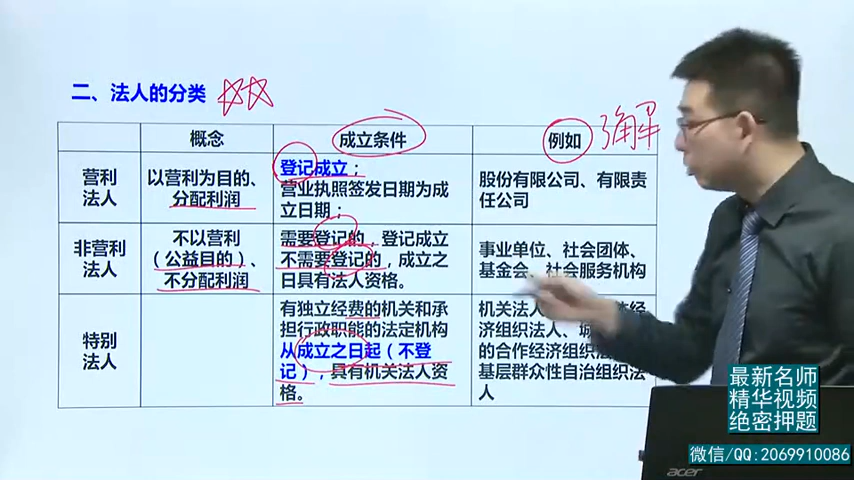 二、法人的分类
概念
成立条件
例如
了解
营利
法人
以营利为目的、
分配利润
登记成立；
营业执照签发日期为成
立日期；
股份有限公司、有限责
任公司
非营利
法人
不以营利
（公益目的）、
不分配利润
需要登记的，登记成立
不需要登记的，成立之
日具有法人资格。
事业单位、社会团体、
基金会、社会服务机构
特别
法人
有独立经费的机关和承
担行政职能的法定机构
从成立之日起（不登
记），具有机关法人资
格。
机关法人
经
济组织法人、城
的合作经济组织法
基层群众性自治组织法
人
最新名师
精华视频
绝密押题
微信/QQ:2069910086
acer